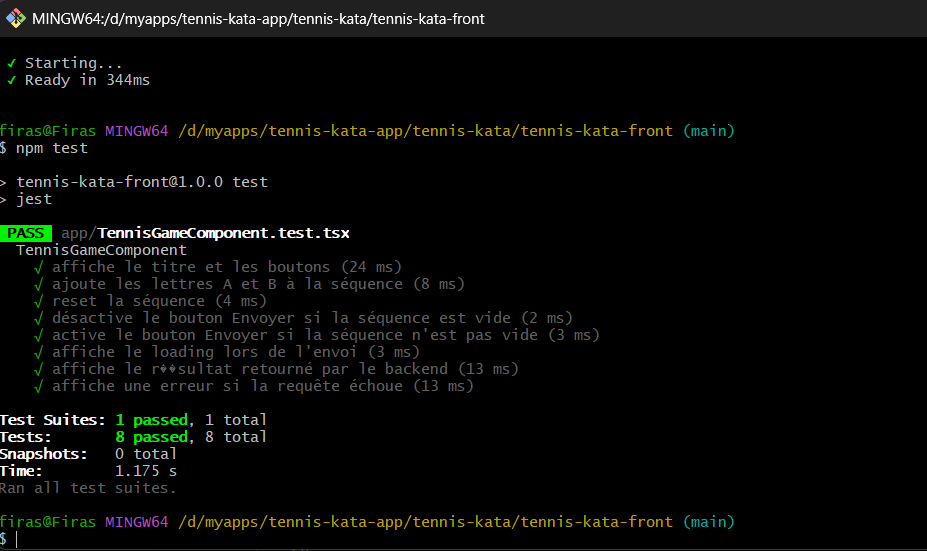 MINGW64:/d/myapps/tennis-kata-app/tennis-kata/tennis-kata-front
✓ Starting...
✓ Ready in 344ms
firas@Firas MINGW64 /d/myapps/tennis-kata-app/tennis-kata/tennis-kata-front (main)
$ npm test
> tennis-kata-front@1.0.0 test
> jest
PASS app/TennisGameComponent.test.tsx
TennisGameComponent
√ affiche le titre et les boutons (24 ms)
√ ajoute les lettres A et B à la séquence (8 ms)
√ reset la séquence (4 ms)
√ désactive le bouton Envoyer si la séquence est vide (2 ms)
√ active le bouton Envoyer si la séquence n'est pas vide (3 ms)
√ affiche le loading lors de l'envoi (3 ms)
√ affiche le r��sultat retourné par le backend (13 ms)
√ affiche une erreur si la requête échoue (13 ms)
Test Suites: 1 passed, 1 total
Tests: 8 passed, 8 total
Snapshots: 0 total
Time: 1.175 s
Ran all test suites.
firas@Firas MINGW64 /d/myapps/tennis-kata-app/tennis-kata/tennis-kata-front (main)
$